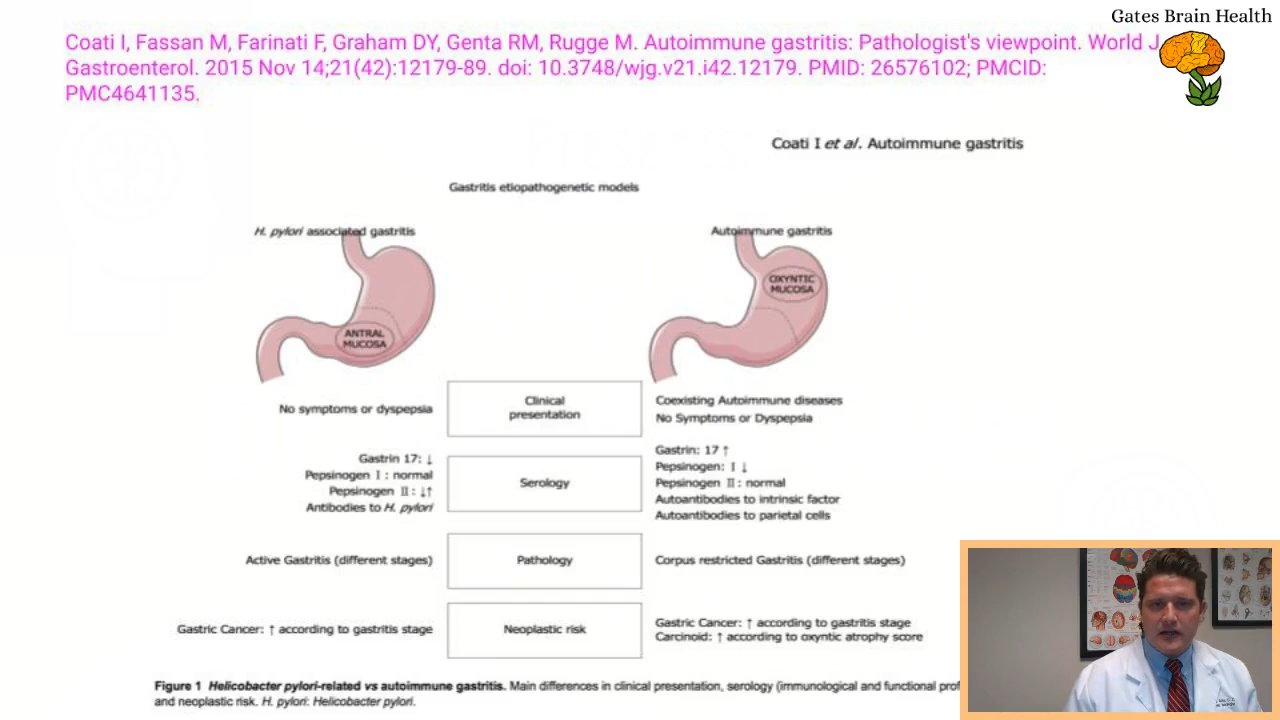 Gates Brain Health
Coati I, Fassan M, Farinati F, Graham DY, Genta RM, Rugge M. Autoimmune gastritis: Pathologist's viewpoint. World J
Gastroenterol. 2015 Nov 14;21(42):12179-89. doi: 10.3748/wjg.v21.i42.12179. PMID: 26576102; PMCID:
PMC4641135.
Coati I et al. Autoimmune gastritis
Gastritis etiopathogenetic models
H. pylori associated gastritis
Autoimmune gastritis
OXYNTIC
MUCOSA
ANTRAL
MUCOSA
No symptoms or dyspepsia
Clinical
presentation
Coexisting Autoimmune diseases
No Symptoms or Dyspepsia
Gastrin 17: ↓
Pepsinogen I : normal
Pepsinogen II : ↓↑
Antibodies to H. pylori
Serology
Gastrin: 17 ↑
Pepsinogen: I ↓
Pepsinogen II : normal
Autoantibodies to intrinsic factor
Autoantibodies to parietal cells
Active Gastritis (different stages)
Pathology
Corpus restricted Gastritis (different stages)
Gastric Cancer: ↑ according to gastritis stage
Neoplastic risk
Gastric Cancer: ↑ according to gastritis stage
Carcinoid: ↑ according to oxyntic atrophy score
Figure 1 Helicobacter pylori-related vs autoimmune gastritis. Main differences in clinical presentation, serology (immunological and functional prof
and neoplastic risk. H. pylori: Helicobacter pylori.